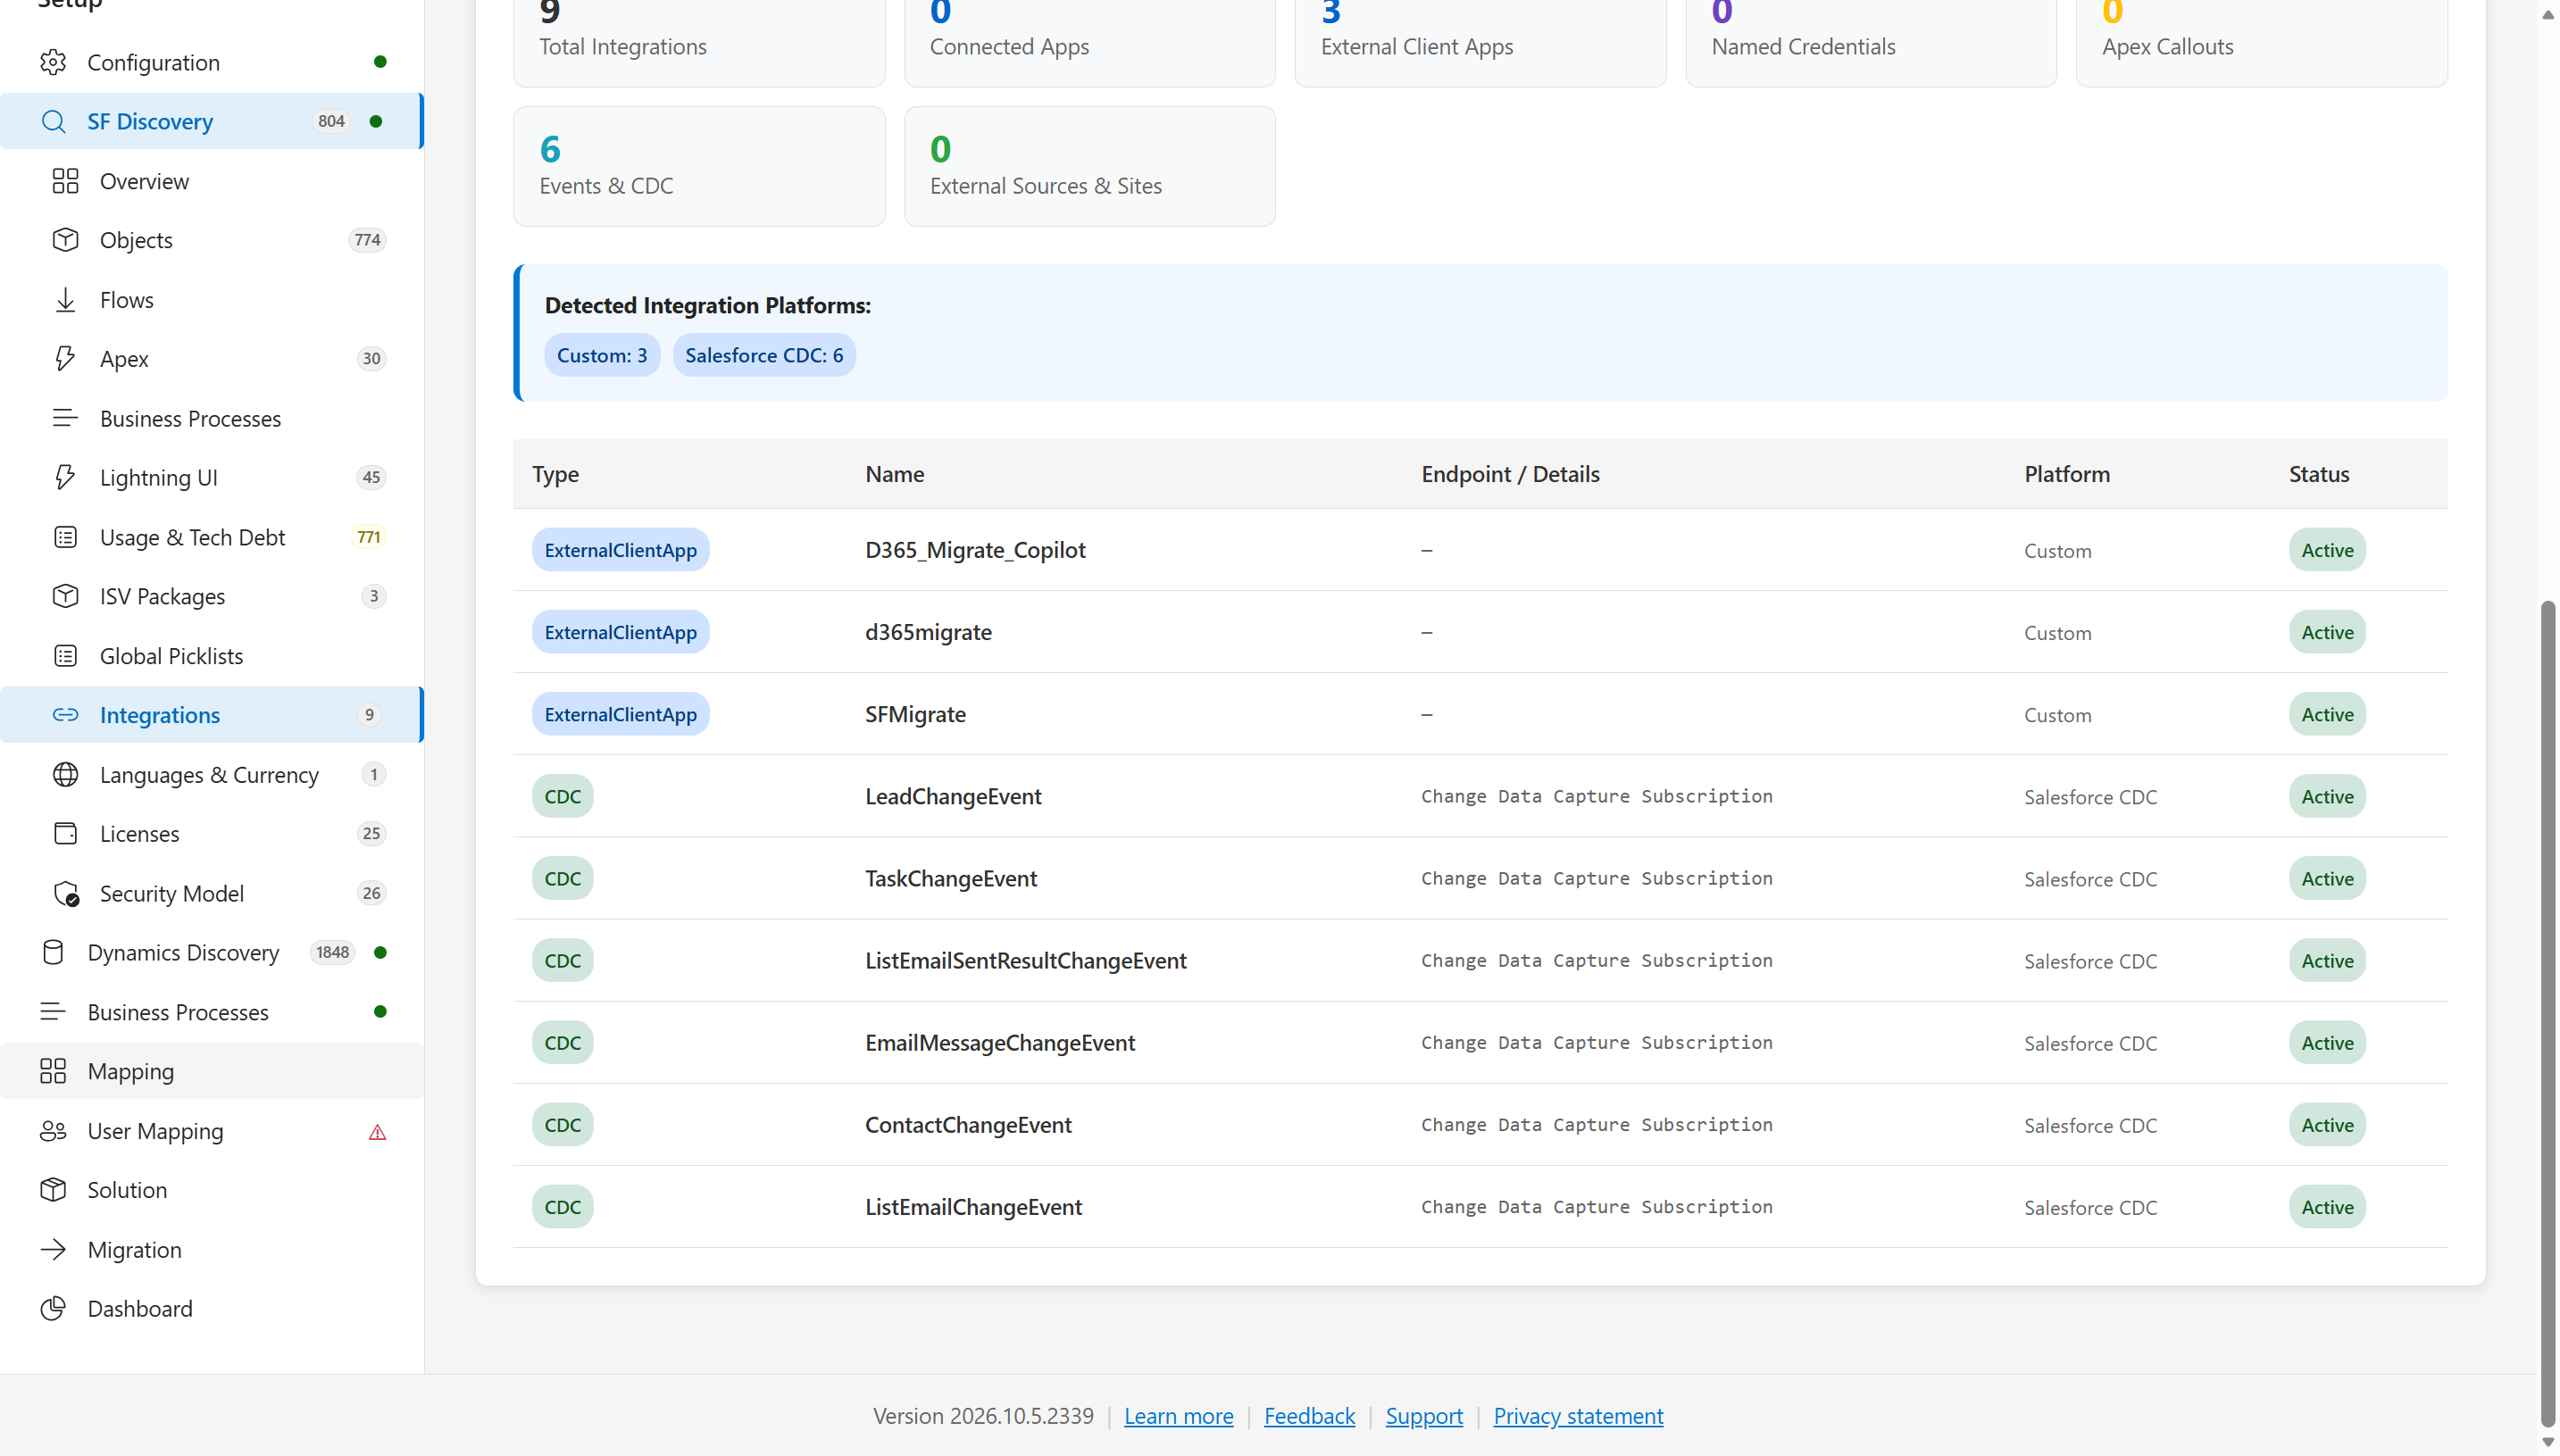 Setup
Configuration
SF Discovery 804
Overview
Objects 774
Flows
Apex 30
Business Processes
Lightning UI 45
Usage & Tech Debt 771
ISV Packages 3
Global Picklists
Integrations 9
Languages & Currency 1
Licenses 25
Security Model 26
Dynamics Discovery 1848
Business Processes
Mapping
User Mapping
Solution
Migration
Dashboard
9 0 3 0 0
Total Integrations Connected Apps External Client Apps Named Credentials Apex Callouts
6 0
Events & CDC External Sources & Sites
Detected Integration Platforms:
Custom: 3 Salesforce CDC: 6
Type Name Endpoint / Details Platform Status
ExternalClientApp D365_Migrate_Copilot – Custom Active
ExternalClientApp d365migrate – Custom Active
ExternalClientApp SFMigrate – Custom Active
CDC LeadChangeEvent Change Data Capture Subscription Salesforce CDC Active
CDC TaskChangeEvent Change Data Capture Subscription Salesforce CDC Active
CDC ListEmailSentResultChangeEvent Change Data Capture Subscription Salesforce CDC Active
CDC EmailMessageChangeEvent Change Data Capture Subscription Salesforce CDC Active
CDC ContactChangeEvent Change Data Capture Subscription Salesforce CDC Active
CDC ListEmailChangeEvent Change Data Capture Subscription Salesforce CDC Active
Version 2026.10.5.2339 | Learn more | Feedback | Support | Privacy statement